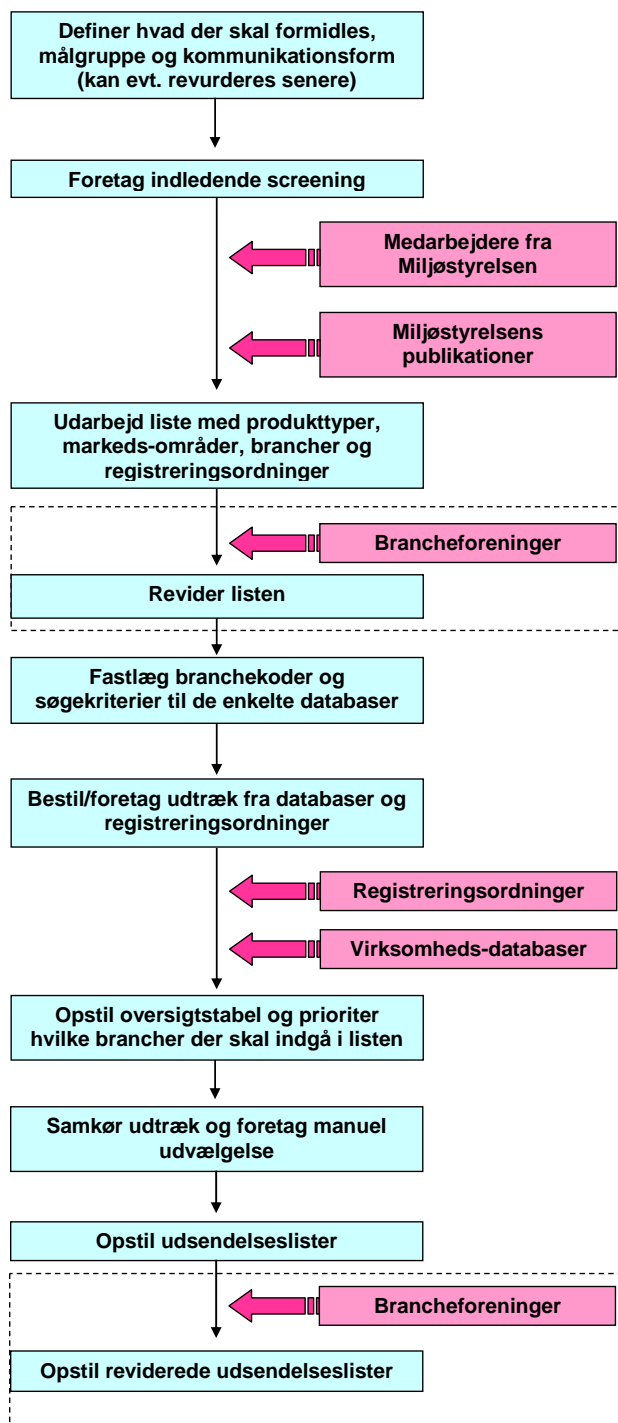 Definer hvad der skal formidles,
målgruppe og kommunikationsform
(kan evt. revurderes senere)
Foretag indledende screening
Medarbejdere fra
Miljøstyrelsen
Miljøstyrelsens
publikationer
Udarbejd liste med produkttyper,
markeds-områder, brancher og
registreringsordninger
Brancheforeninger
Revider listen
Fastlæg branchekoder og
søgekriterier til de enkelte databaser
Bestil/foretag udtræk fra databaser og
registreringsordninger
Registreringsordninger
Virksomheds-databaser
Opstil oversigtstabel og prioriter
hvilke brancher der skal indgå i listen
Samkør udtræk og foretag manuel
udvælgelse
Opstil udsendelseslister
Brancheforeninger
Opstil reviderede udsendelseslister